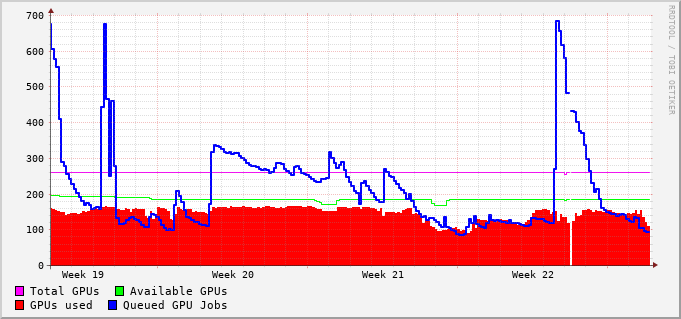 700
600
500
400
300
200
100
0
Week 19 Week 20 Week 21 Week 22
Total GPUs Available GPUs
GPUs used Queued GPU Jobs
RRDTOOL / TOBI OETIKER